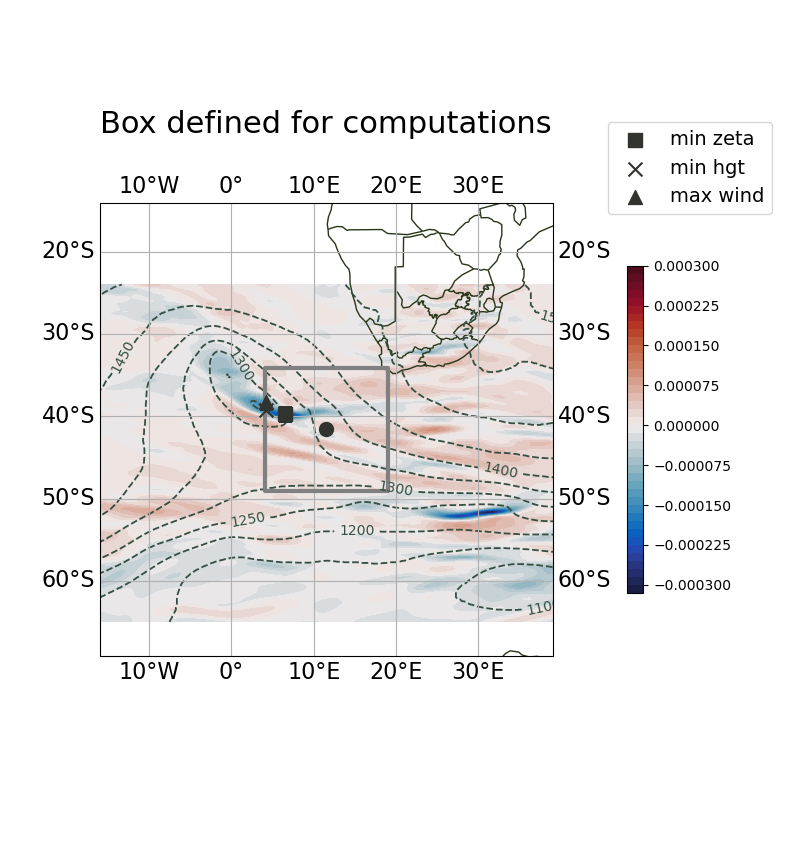 Box defined for computations
min zeta
min hgt
max wind
10°W 0° 10°E 20°E 30°E
20°S 20°S
30°S 30°S
40°S 40°S
50°S 50°S
60°S 60°S
10°W 0° 10°E 20°E 30°E
1450
1300
1400
1300
1250
1200
0.000300
0.000225
0.000150
0.000075
0.000000
−0.000075
−0.000150
−0.000225
−0.000300